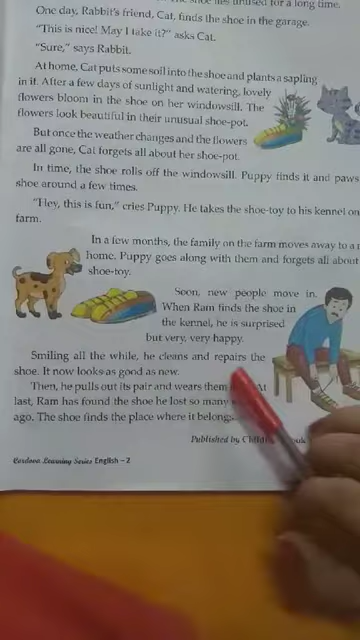 unused for a long time.
One day, Rabbit's friend, Cat, finds the shoe in the garage.
"This is nice! May I take it?" asks Cat.
"Sure," says Rabbit.
At home, Cat puts some soil into the shoe and plants a sapling
in it. After a few days of sunlight and watering, lovely
flowers bloom in the shoe on her windowsill. The
flowers look beautiful in their unusual shoe-pot.
But once the weather changes and the flowers
are all gone, Cat forgets all about her shoe-pot.
In time, the shoe rolls off the windowsill. Puppy finds it and paws
shoe around a few times.
"Hey, this is fun," cries Puppy. He takes the shoe-toy to his kennel on
farm.
In a few months, the family on the farm moves away to a
home. Puppy goes along with them and forgets all about
shoe-toy.
Soon, new people move in.
When Ram finds the shoe in
the kennel, he is surprised
but very, very happy.
Smiling all the while, he cleans and repairs the
shoe. It now looks as good as new.
Then, he pulls out its pair and wears them At
last, Ram has found the shoe he lost so many
ago. The shoe finds the place where it belongs.
Published by
Cordova Learning Series English – 2